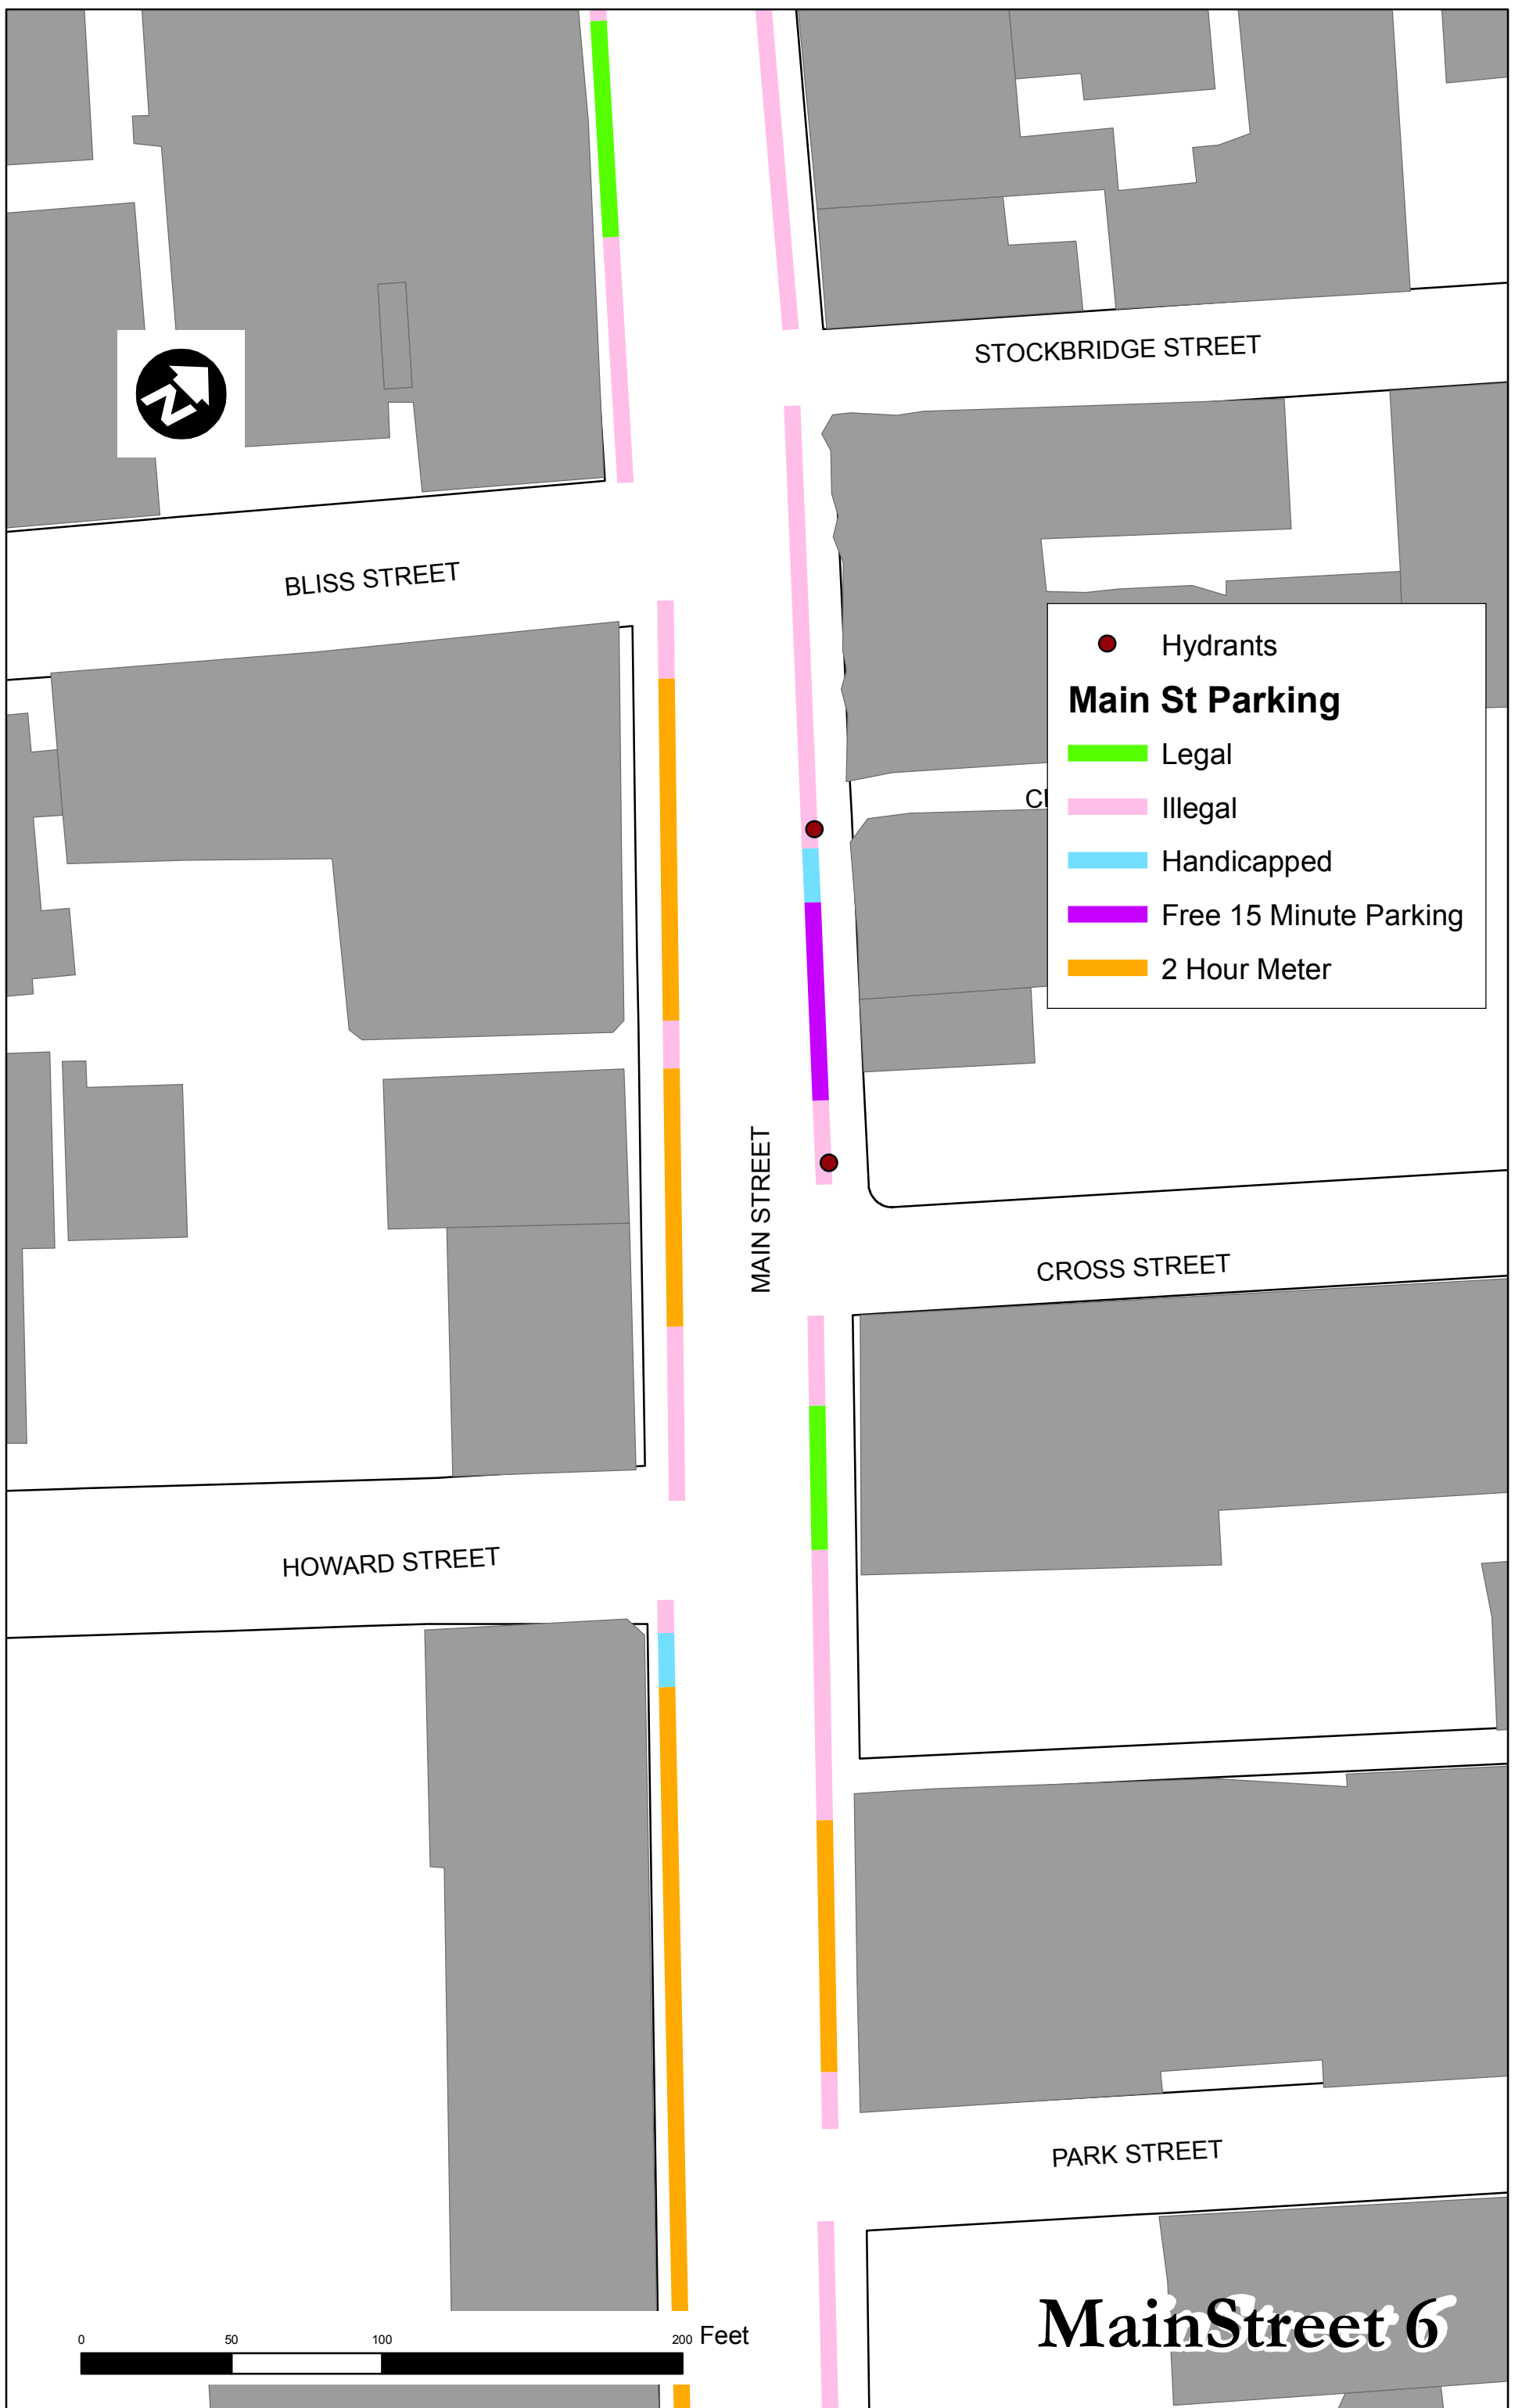 STOCKBRIDGE STREET
N
BLISS STREET
Hydrants
Main St Parking
Legal
Illegal
Handicapped
Free 15 Minute Parking
2 Hour Meter
MAIN STREET
CROSS STREET
HOWARD STREET
PARK STREET
MainStreet 6
0 50 100 200 Feet